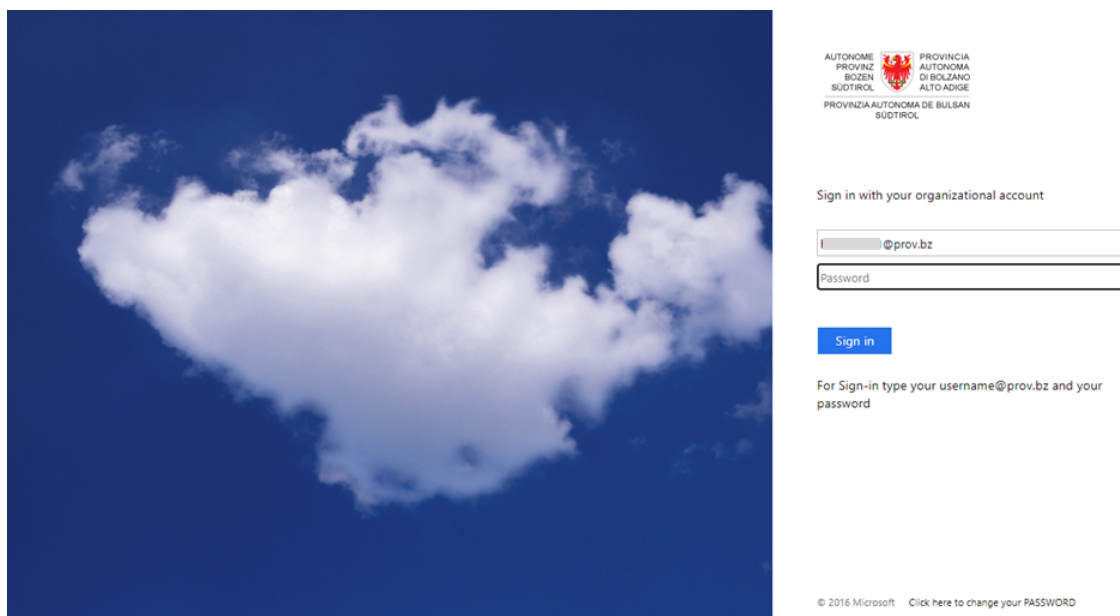 AUTONOME PROVINCIA
PROVINZ AUTONOMA
BOZEN DI BOLZANO
SÜDTIROL ALTO ADIGE
PROVINZIA AUTONOMA DE BULSAN
SÜDTIROL
Sign in with your organizational account
@prov.bz
Password
Sign in
For Sign-in type your username@prov.bz and your
password
© 2016 Microsoft Click here to change your PASSWORD